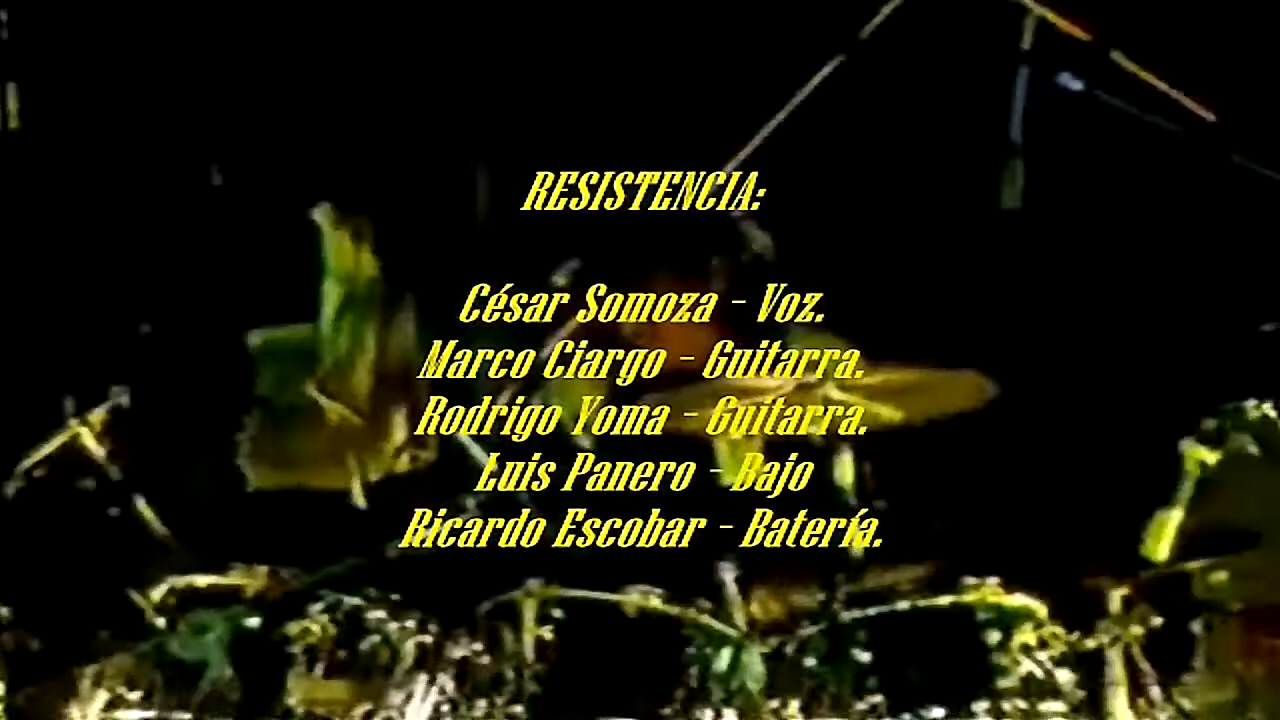 RESISTENCIA:
César Somoza - Voz.
Marco Ciargo - Guitarra.
Rodrigo Yoma - Guitarra.
Luis Panero - Bajo
Ricardo Escobar - Batería.